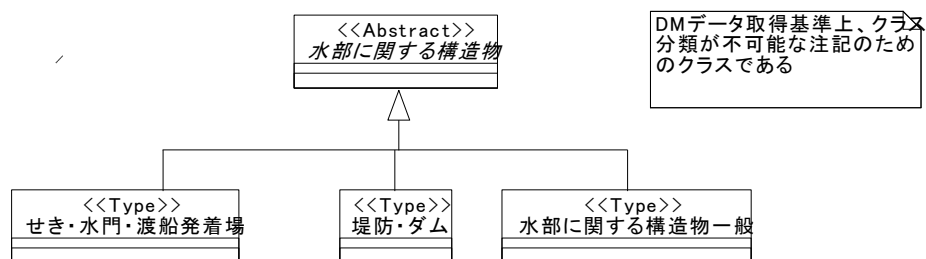 <<Abstract>>
水部に関する構造物
DMデータ取得基準上、クラス
分類が不可能な注記のため
のクラスである
<<Type>>
せき・水門・渡船発着場
<<Type>>
堤防・ダム
<<Type>>
水部に関する構造物一般